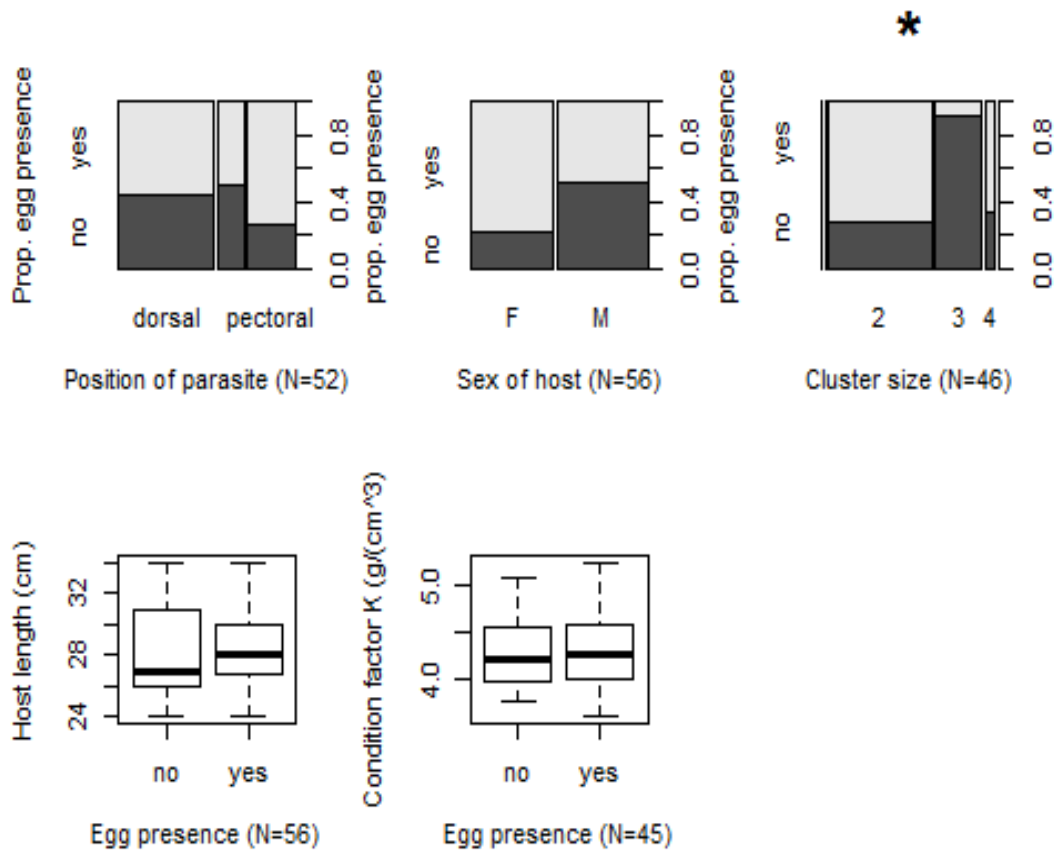 *
Prop. egg presence
no yes
0.0 0.4 0.8
dorsal pectoral
Position of parasite (N=52)
prop. egg presence
no yes
0.0 0.4 0.8
F M
Sex of host (N=56)
prop. egg presence
no yes
0.0 0.4 0.8
2 3 4
Cluster size (N=46)
Host length (cm)
24 28 32
no yes
Egg presence (N=56)
Condition factor K (g/(cm^3)
4.0 5.0
no yes
Egg presence (N=45)